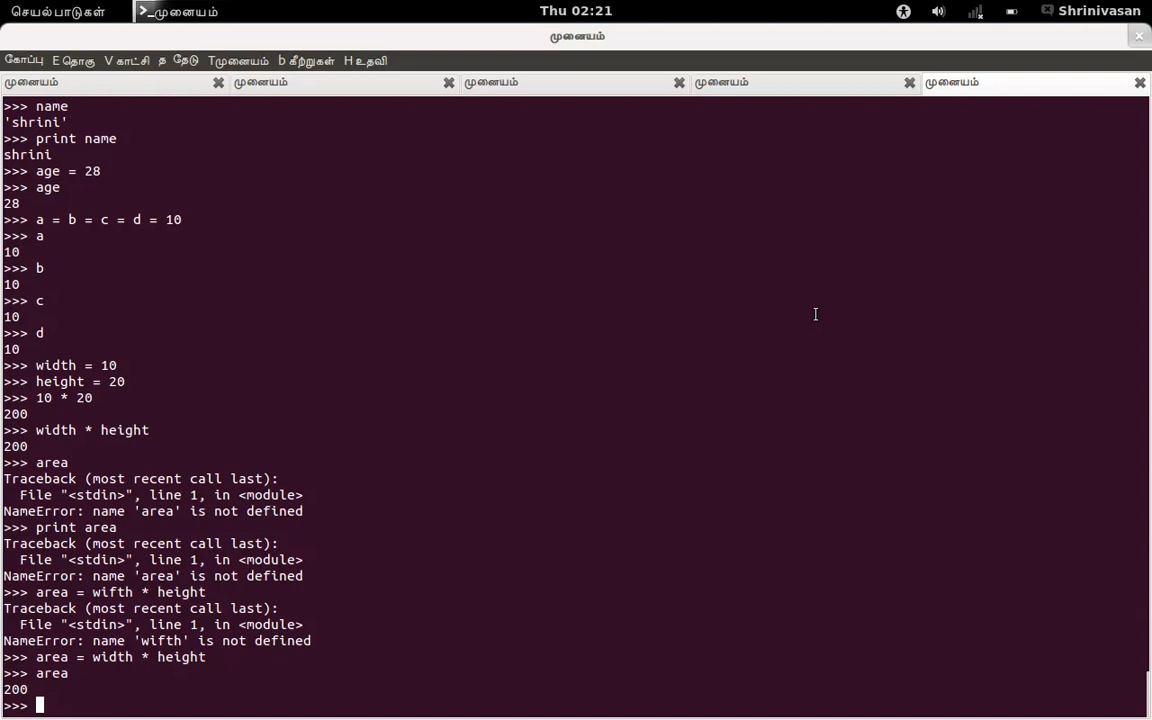 செயல்பாடுகள் >_முனையம் Thu 02:21 Shrinivasan
முனையம்
கோப்பு E தொகு V காட்சி த தேடு Tமுனையம் b கீற்றுகள் H உதவி
முனையம் முனையம் முனையம் முனையம் முனையம்
>>> name
'shrini'
>>> print name
shrini
>>> age = 28
>>> age
28
>>> a = b = c = d = 10
>>> a
10
>>> b
10
>>> c
10
>>> d
10
>>> width = 10
>>> height = 20
>>> 10 * 20
200
>>> width * height
200
>>> area
Traceback (most recent call last):
  File "<stdin>", line 1, in <module>
NameError: name 'area' is not defined
>>> print area
Traceback (most recent call last):
  File "<stdin>", line 1, in <module>
NameError: name 'area' is not defined
>>> area = wifth * height
Traceback (most recent call last):
  File "<stdin>", line 1, in <module>
NameError: name 'wifth' is not defined
>>> area = width * height
>>> area
200
>>>